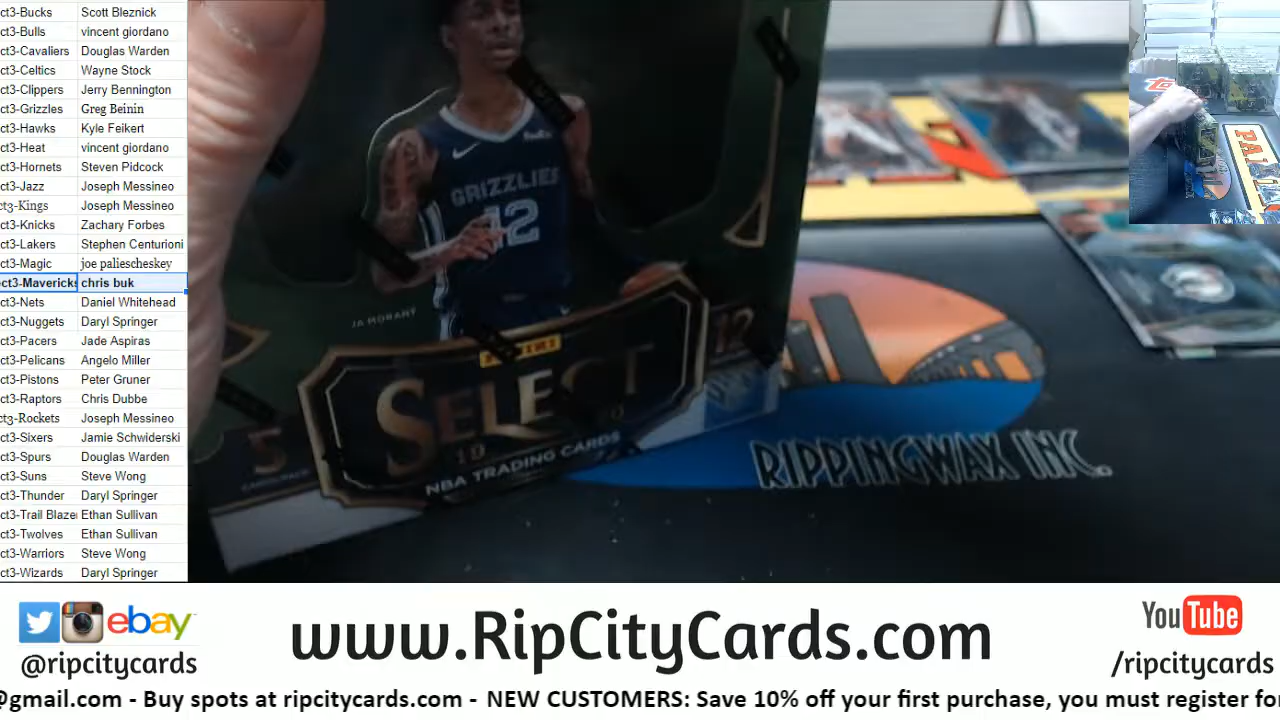 ct3-Bucks Scott Bleznick
ct3-Bulls vincent giordano
ct3-Cavaliers Douglas Warden
ct3-Celtics Wayne Stock
ct3-Clippers Jerry Bennington
ct3-Grizzles Greg Beinin
ct3-Hawks Kyle Feikert
ct3-Heat vincent giordano
ct3-Hornets Steven Pidcock
ct3-Jazz Joseph Messineo
ct3-Kings Joseph Messineo
ct3-Knicks Zachary Forbes
ct3-Lakers Stephen Centurioni
ct3-Magic joe paliescheskey
ct3-Mavericks chris buk
ct3-Nets Daniel Whitehead
ct3-Nuggets Daryl Springer
ct3-Pacers Jade Aspiras
ct3-Pelicans Angelo Miller
ct3-Pistons Peter Gruner
ct3-Raptors Chris Dubbe
ct3-Rockets Joseph Messineo
ct3-Sixers Jamie Schwiderski
ct3-Spurs Douglas Warden
ct3-Suns Steve Wong
ct3-Thunder Daryl Springer
ct3-Trail Blaze Ethan Sullivan
ct3-Twolves Ethan Sullivan
ct3-Warriors Steve Wong
ct3-Wizards Daryl Springer
FedEx
GRIZZLIES
12
JA MORANT
PANINI
SELECT
NBA TRADING CARDS
5
12
RIPPINGWAX INC.
ebay
@ripcitycards
www.RipCityCards.com
YouTube
/ripcitycards
@gmail.com - Buy spots at ripcitycards.com - NEW CUSTOMERS: Save 10% off your first purchase, you must register for